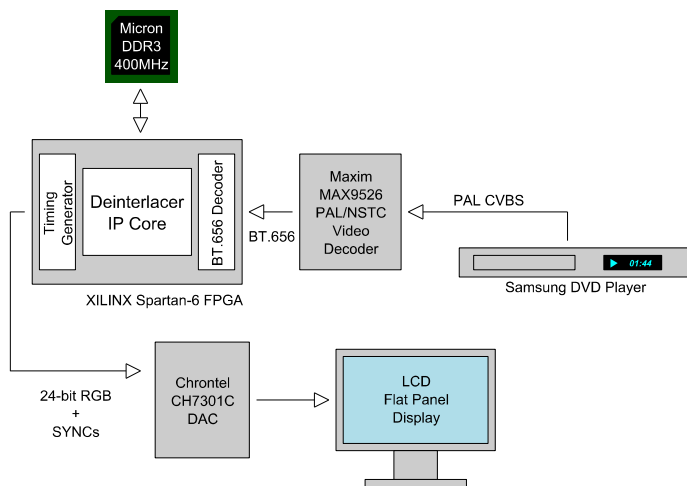 Micron
DDR3
400MHz
Timing
Generator
Deinterlacer
IP Core
BT.656 Decoder
BT.656
Maxim
MAX9526
PAL/NSTC
Video
Decoder
PAL CVBS
01:44
XILINX Spartan-6 FPGA
Samsung DVD Player
24-bit RGB
+
SYNCs
Chrontel
CH7301C
DAC
LCD
Flat Panel
Display